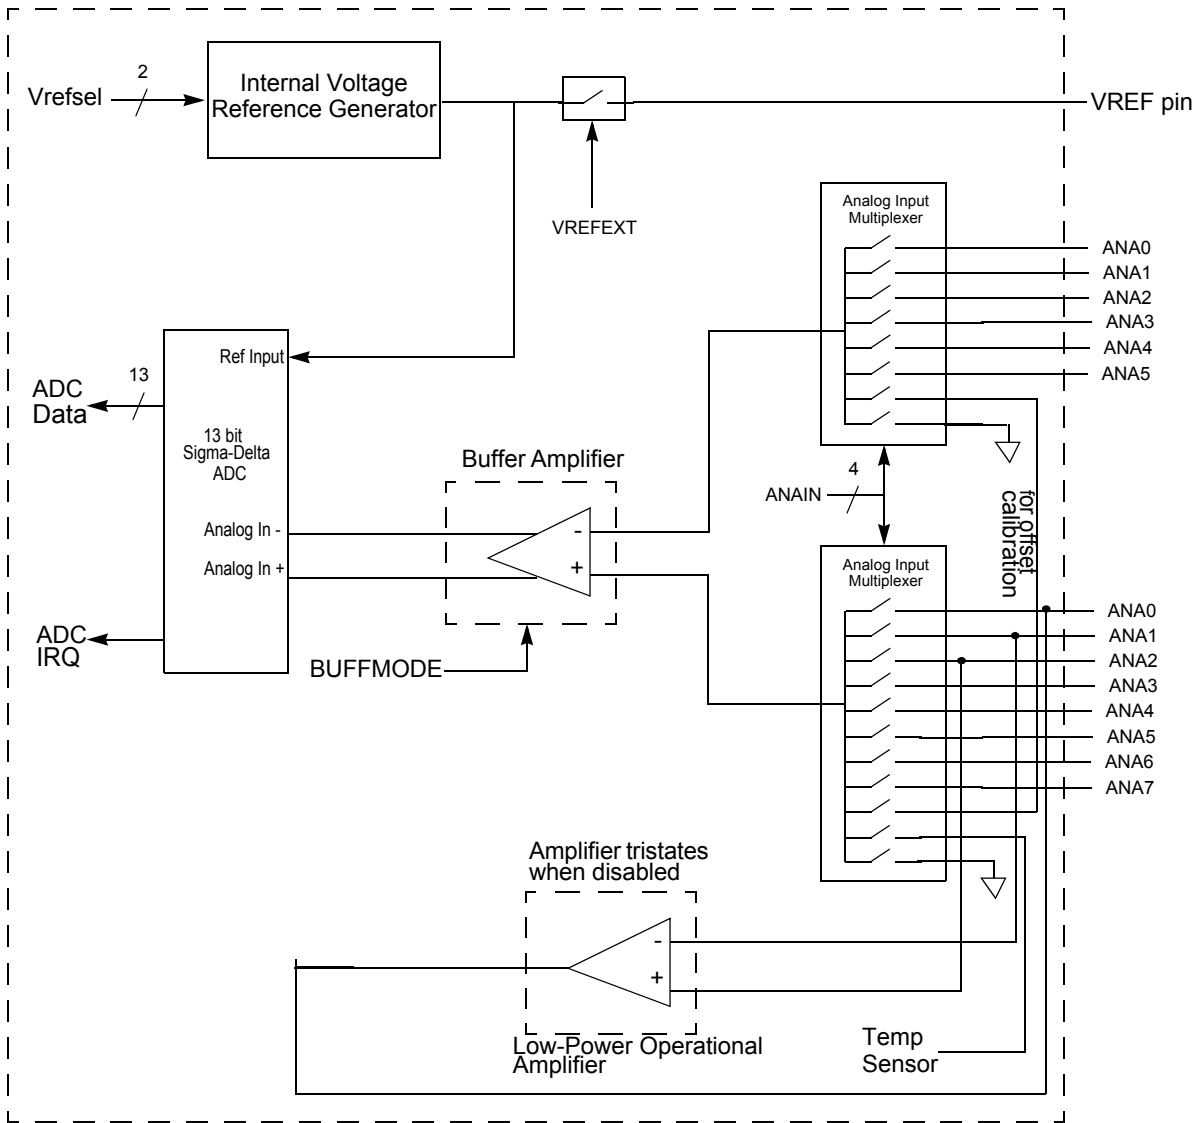 2
Vrefsel
Internal Voltage
Reference Generator
VREF pin
VREFEXT
Analog Input
Multiplexer
ANA0
ANA1
ANA2
ANA3
ANA4
ANA5
Ref Input
13
ADC
Data
13 bit
Sigma-Delta
ADC
Buffer Amplifier
4
ANAIN
for offset
calibration
Analog In -
-
Analog In +
+
Analog Input
Multiplexer
ANA0
ANA1
ANA2
ANA3
ANA4
ANA5
ANA6
ANA7
ADC
IRQ
BUFFMODE
Amplifier tristates
when disabled
-
+
Low-Power Operational
Amplifier
Temp
Sensor